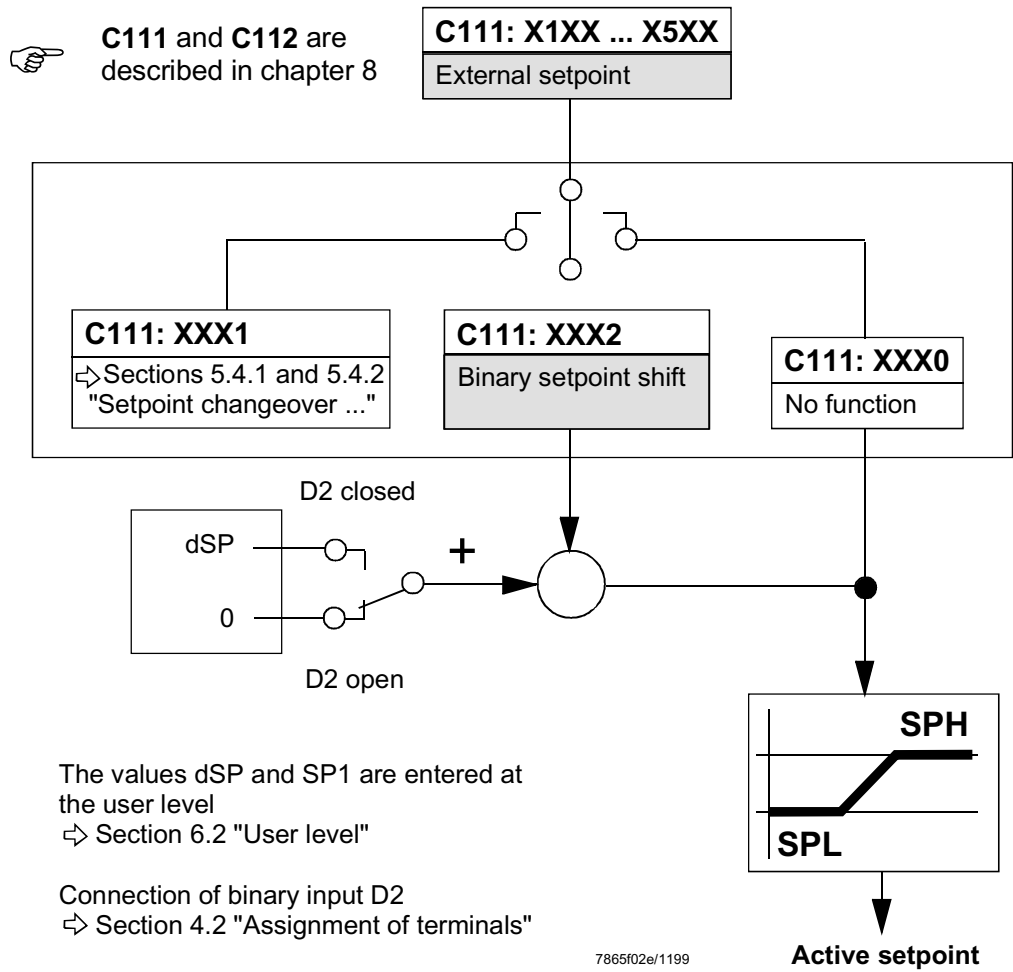 C111 and C112 are
described in chapter 8
C111: X1XX ... X5XX
External setpoint
C111: XXX1
⇨ Sections 5.4.1 and 5.4.2
"Setpoint changeover ..."
C111: XXX2
Binary setpoint shift
C111: XXX0
No function
D2 closed
dSP
+
0
D2 open
SPH
SPL
The values dSP and SP1 are entered at
the user level
⇨ Section 6.2 "User level"
Connection of binary input D2
⇨ Section 4.2 "Assignment of terminals"
7865f02e/1199
Active setpoint